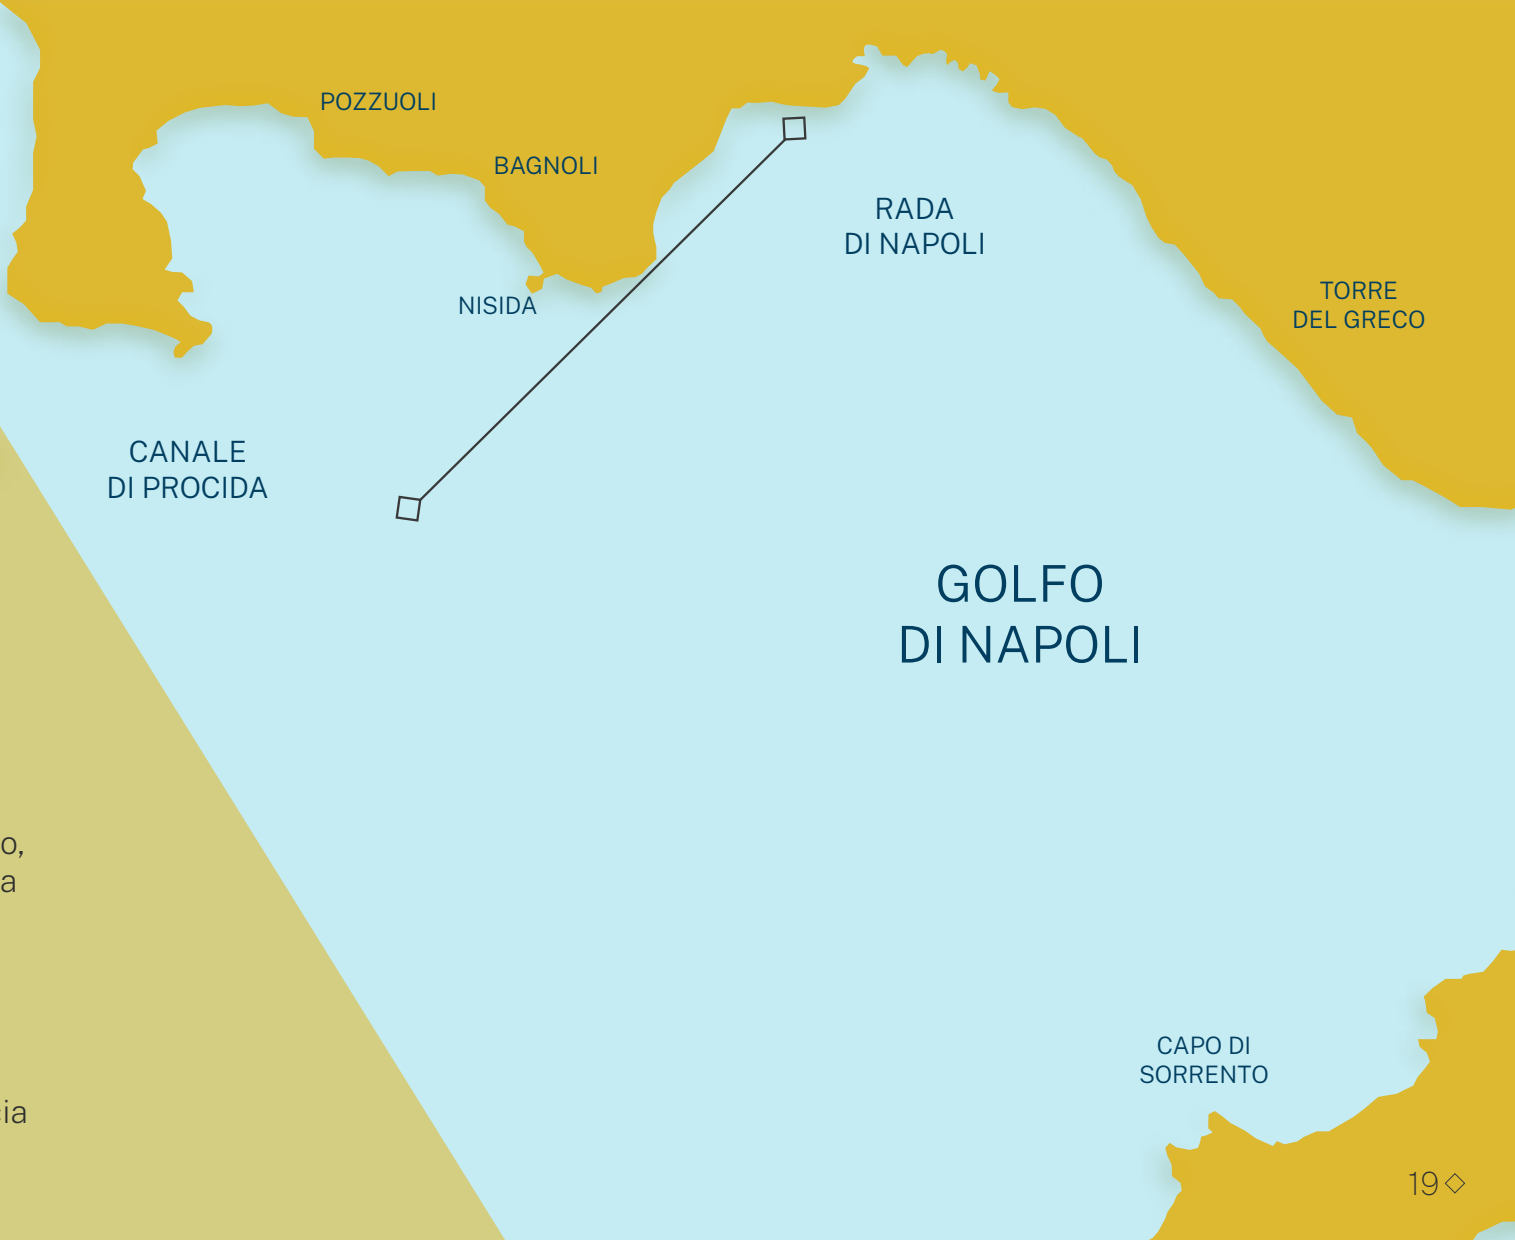 POZZUOLI
BAGNOLI
RADA
DI NAPOLI
NISIDA
TORRE
DEL GRECO
CANALE
DI PROCIDA
GOLFO
DI NAPOLI
o,
a
CAPO DI
SORRENTO
ia
19